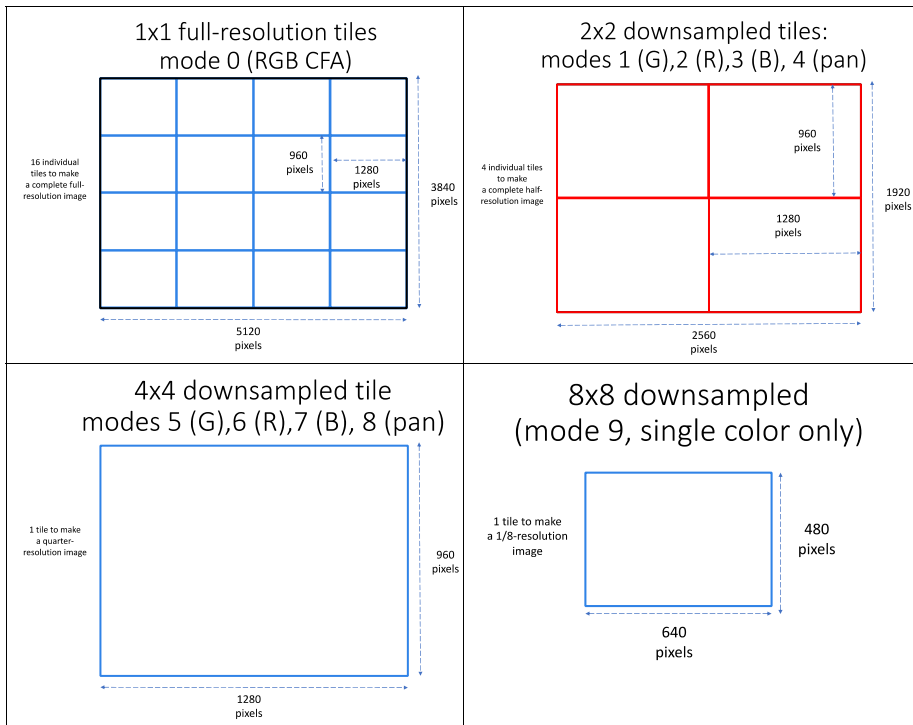 1x1 full-resolution tiles
mode 0 (RGB CFA)
16 individual
tiles to make
a complete full-
resolution image
960
pixels
1280
pixels
3840
pixels
5120
pixels
2x2 downsampled tiles:
modes 1 (G),2 (R),3 (B), 4 (pan)
4 individual tiles
to make
a complete half-
resolution image
960
pixels
1280
pixels
1920
pixels
2560
pixels
4x4 downsampled tile
modes 5 (G),6 (R),7 (B), 8 (pan)
1 tile to make
a quarter-
resolution image
960
pixels
1280
pixels
8x8 downsampled
(mode 9, single color only)
1 tile to make
a 1/8-resolution
image
480
pixels
640
pixels